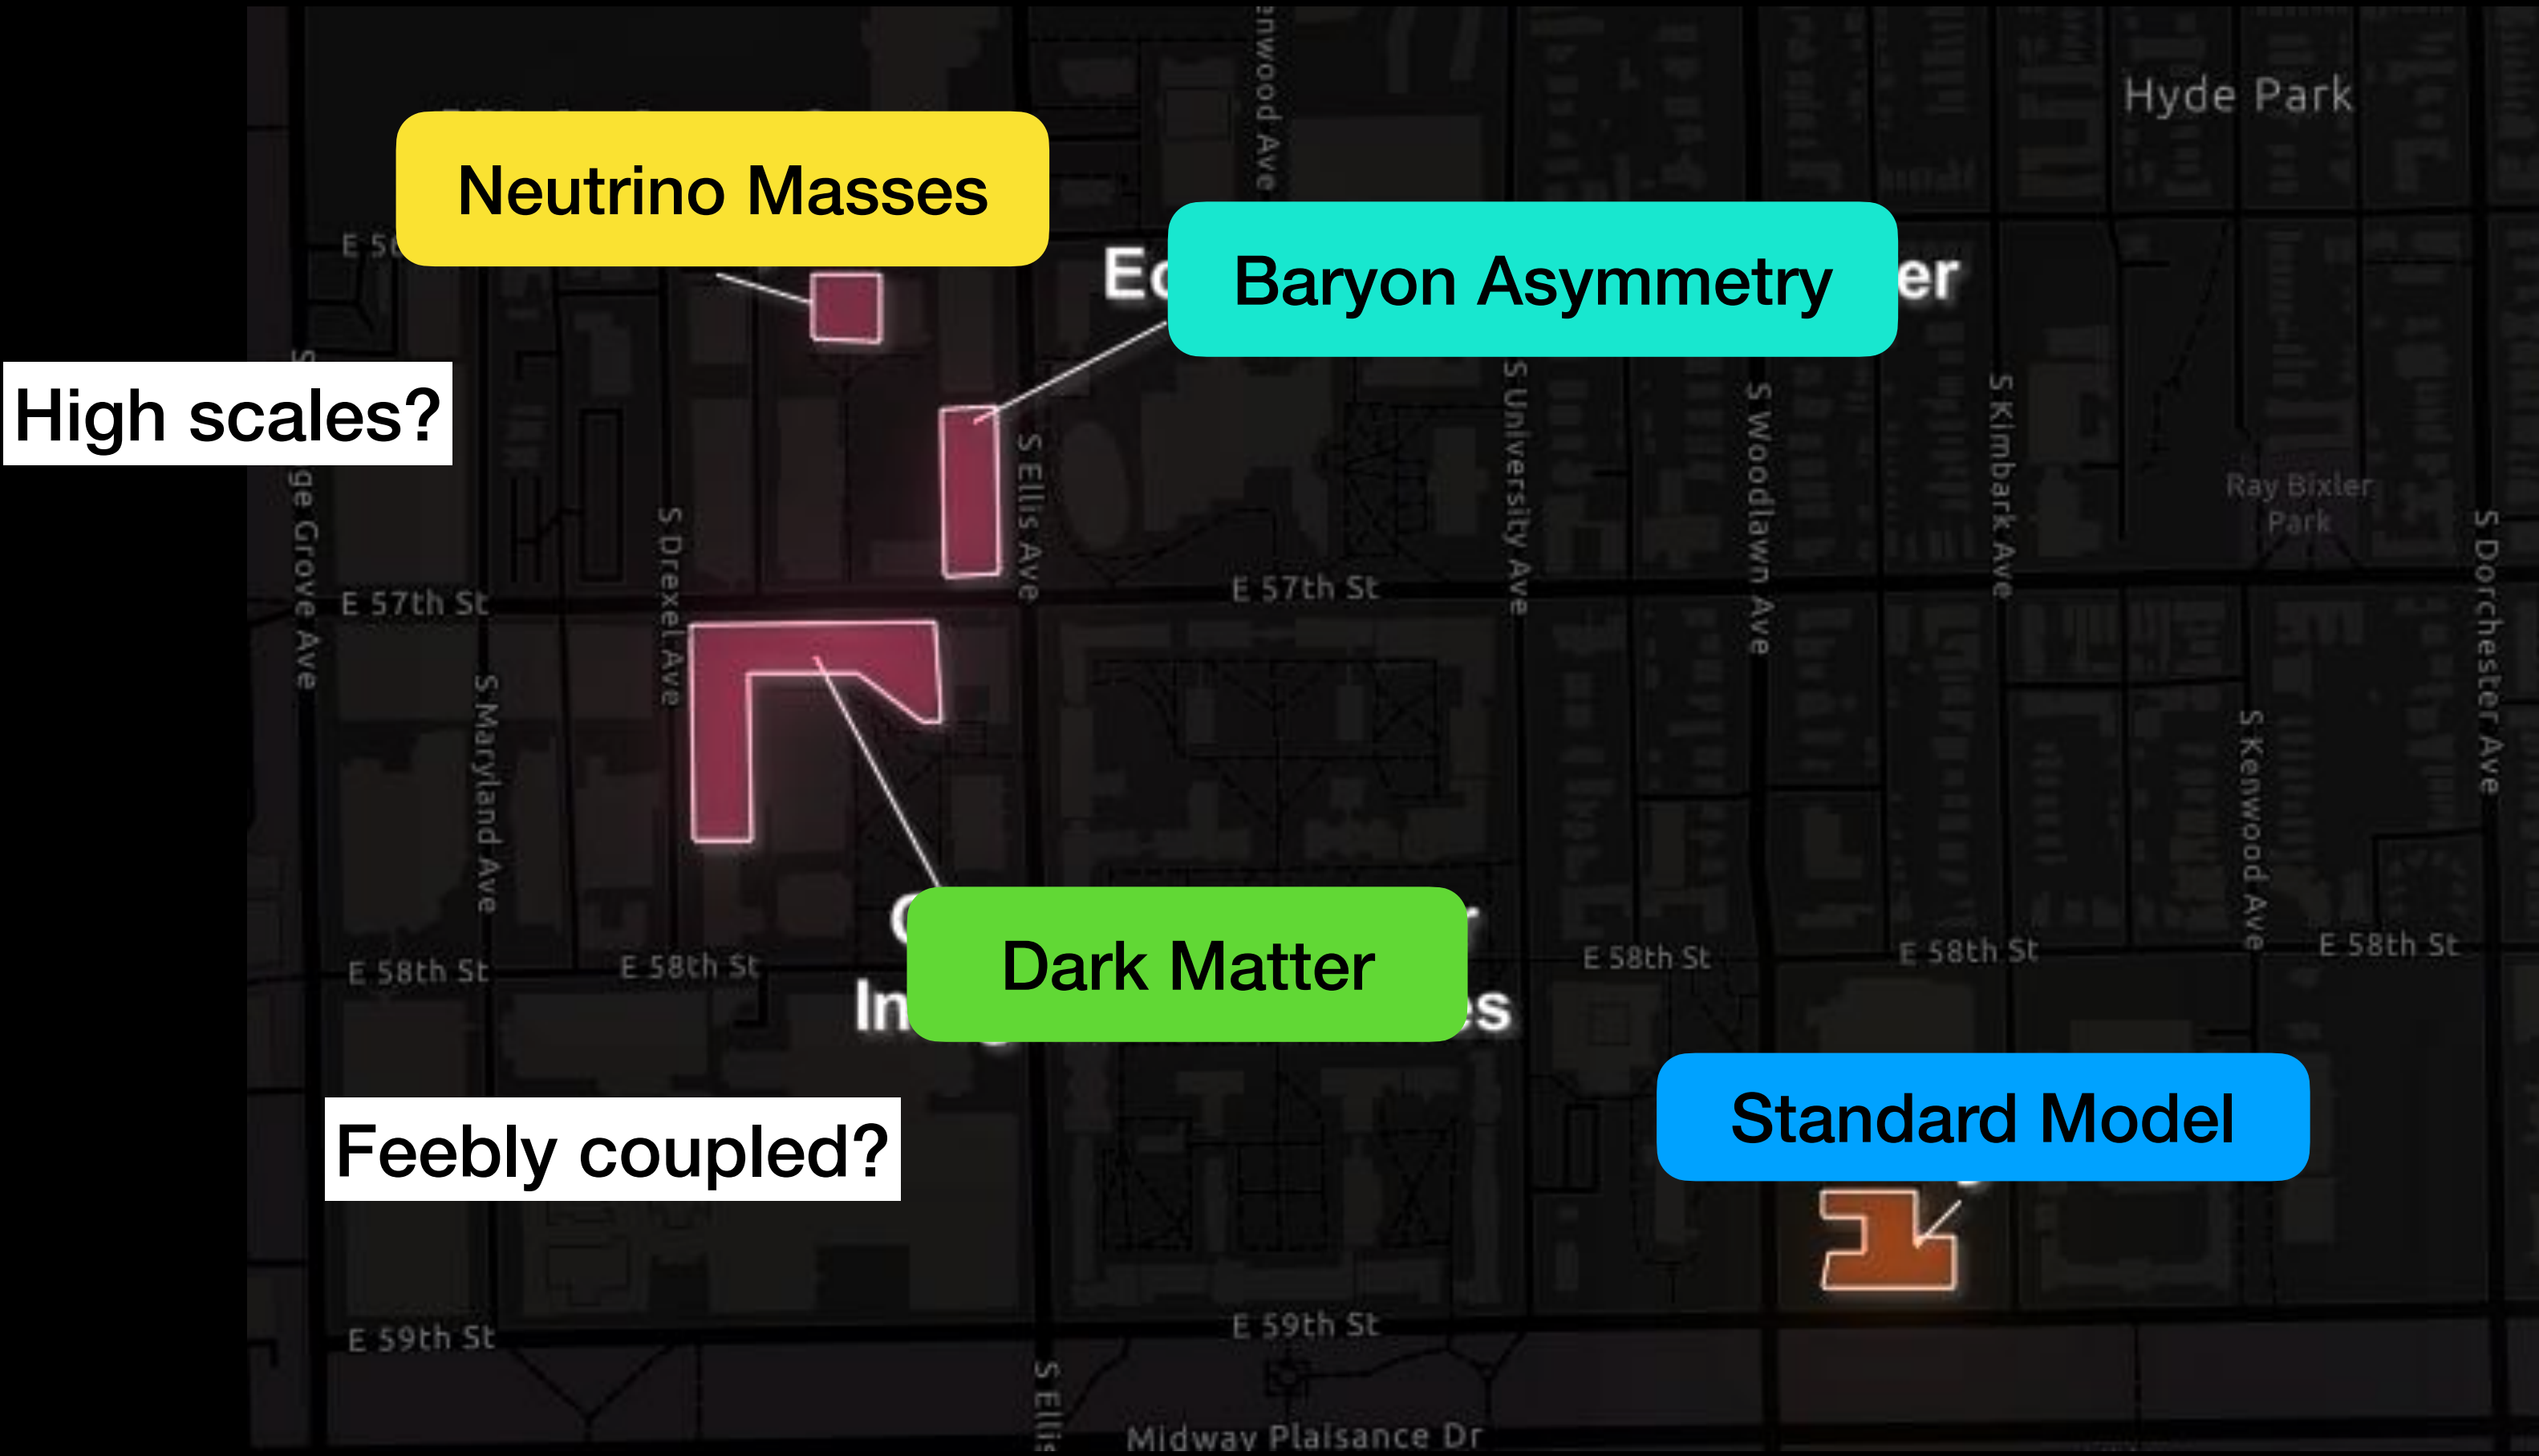 Hyde Park
Neutrino Masses
Baryon Asymmetry
er
High scales?
S Ellis Ave
S University Ave
S Woodlawn Ave
S Kimbark Ave
Ray Bixler
Park
S Dorchester Ave
S Drexel Ave
E 57th St
E 57th St
S Maryland Ave
S Kenwood Ave
Dark Matter
E 58th St
E 58th St
E 58th St
E 58th St
E 58th St
In
es
Feebly coupled?
Standard Model
E 59th St
E 59th St
S Ellis
Midway Plaisance Dr